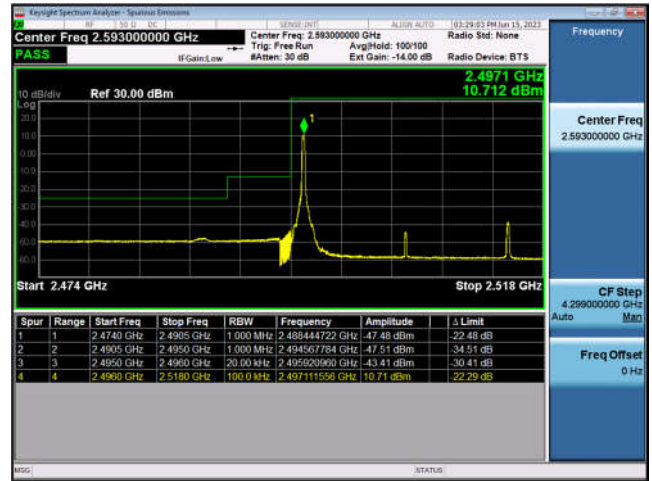 Keysight Spectrum Analyzer - Spurious Emissions
RF 50 Ω DC SENSE:INT ALIGN AUTO 03:29:03 PM Jun 15, 2023
Center Freq 2.593000000 GHz
Center Freq: 2.593000000 GHz
Radio Std: None
Trig: Free Run Avg|Hold: 100/100
PASS
IFGain:Low
#Atten: 30 dB Ext Gain: -14.00 dB
Radio Device: BTS
2.4971 GHz
10.712 dBm
10 dB/div Ref 30.00 dBm
Log
20.0
10.0
0.00
-10.0
-20.0
-30.0
-40.0
-50.0
-60.0
1
Start 2.474 GHz Stop 2.518 GHz
Spur Range Start Freq Stop Freq RBW Frequency Amplitude Δ Limit
1 1 2.4740 GHz 2.4905 GHz 1.000 MHz 2.488444722 GHz -47.48 dBm -22.48 dB
2 2 2.4905 GHz 2.4950 GHz 1.000 MHz 2.494567784 GHz -47.51 dBm -34.51 dB
3 3 2.4950 GHz 2.4960 GHz 20.00 kHz 2.495920960 GHz -43.41 dBm -30.41 dB
4 4 2.4960 GHz 2.5180 GHz 100.0 kHz 2.497111556 GHz 10.71 dBm -22.29 dB
MSG STATUS
Frequency
Center Freq
2.593000000 GHz
CF Step
4.299000000 GHz
Auto Man
Freq Offset
0 Hz